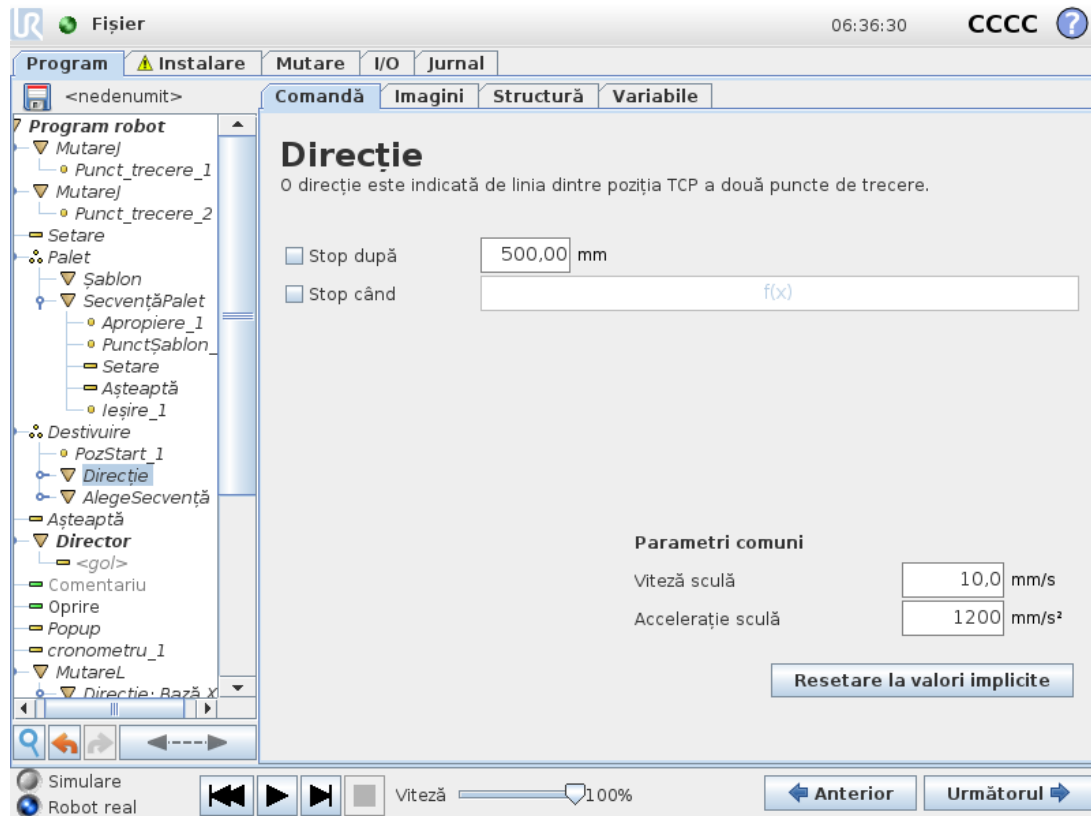 UR Fișier 06:36:30 CCCC ?
Program Instalare Mutare I/O Jurnal
<nedenumit> Comandă Imagini Structură Variabile
Program robot
MutareJ
Punct_trecere_1
MutareJ
Punct_trecere_2
Setare
Palet
Șablon
SecvențăPalet
Apropiere_1
PunctȘablon_
Setare
Așteaptă
Ieșire_1
Destivuire
PozStart_1
Direcție
AlegeSecvență
Așteaptă
Director
<gol>
Comentariu
Oprire
Popup
cronometru_1
MutareL
Direcție: Bază X
Direcție
O direcție este indicată de linia dintre poziția TCP a două puncte de trecere.
Stop după 500,00 mm
Stop când f(x)
Parametri comuni
Viteză sculă 10,0 mm/s
Accelerație sculă 1200 mm/s²
Resetare la valori implicite
Simulare
Robot real
Viteză 100%
Anterior Următorul